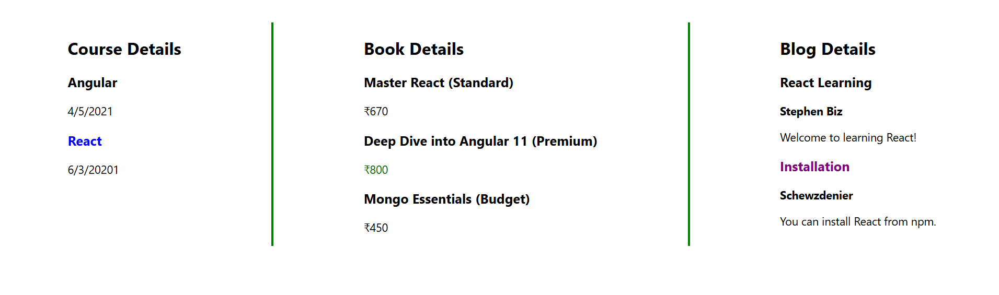 Course Details
Angular
4/5/2021
React
6/3/20201
Book Details
Master React (Standard)
₹670
Deep Dive into Angular 11 (Premium)
₹800
Mongo Essentials (Budget)
₹450
Blog Details
React Learning
Stephen Biz
Welcome to learning React!
Installation
Schewzdenier
You can install React from npm.